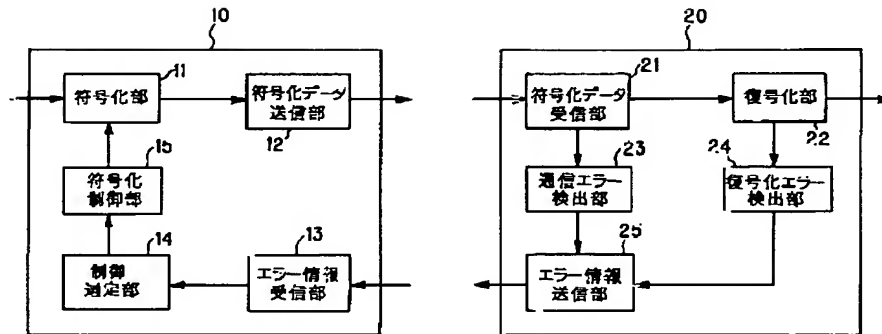 10
11
符号化部
符号化データ
送信部
12
15
符号化
制御部
14
制御
選定部
13
エラー情報
受信部
20
21
符号化データ
受信部
復号化部
22
23
通信エラー
検出部
24
復号化エラー
検出部
25
エラー情報
送信部